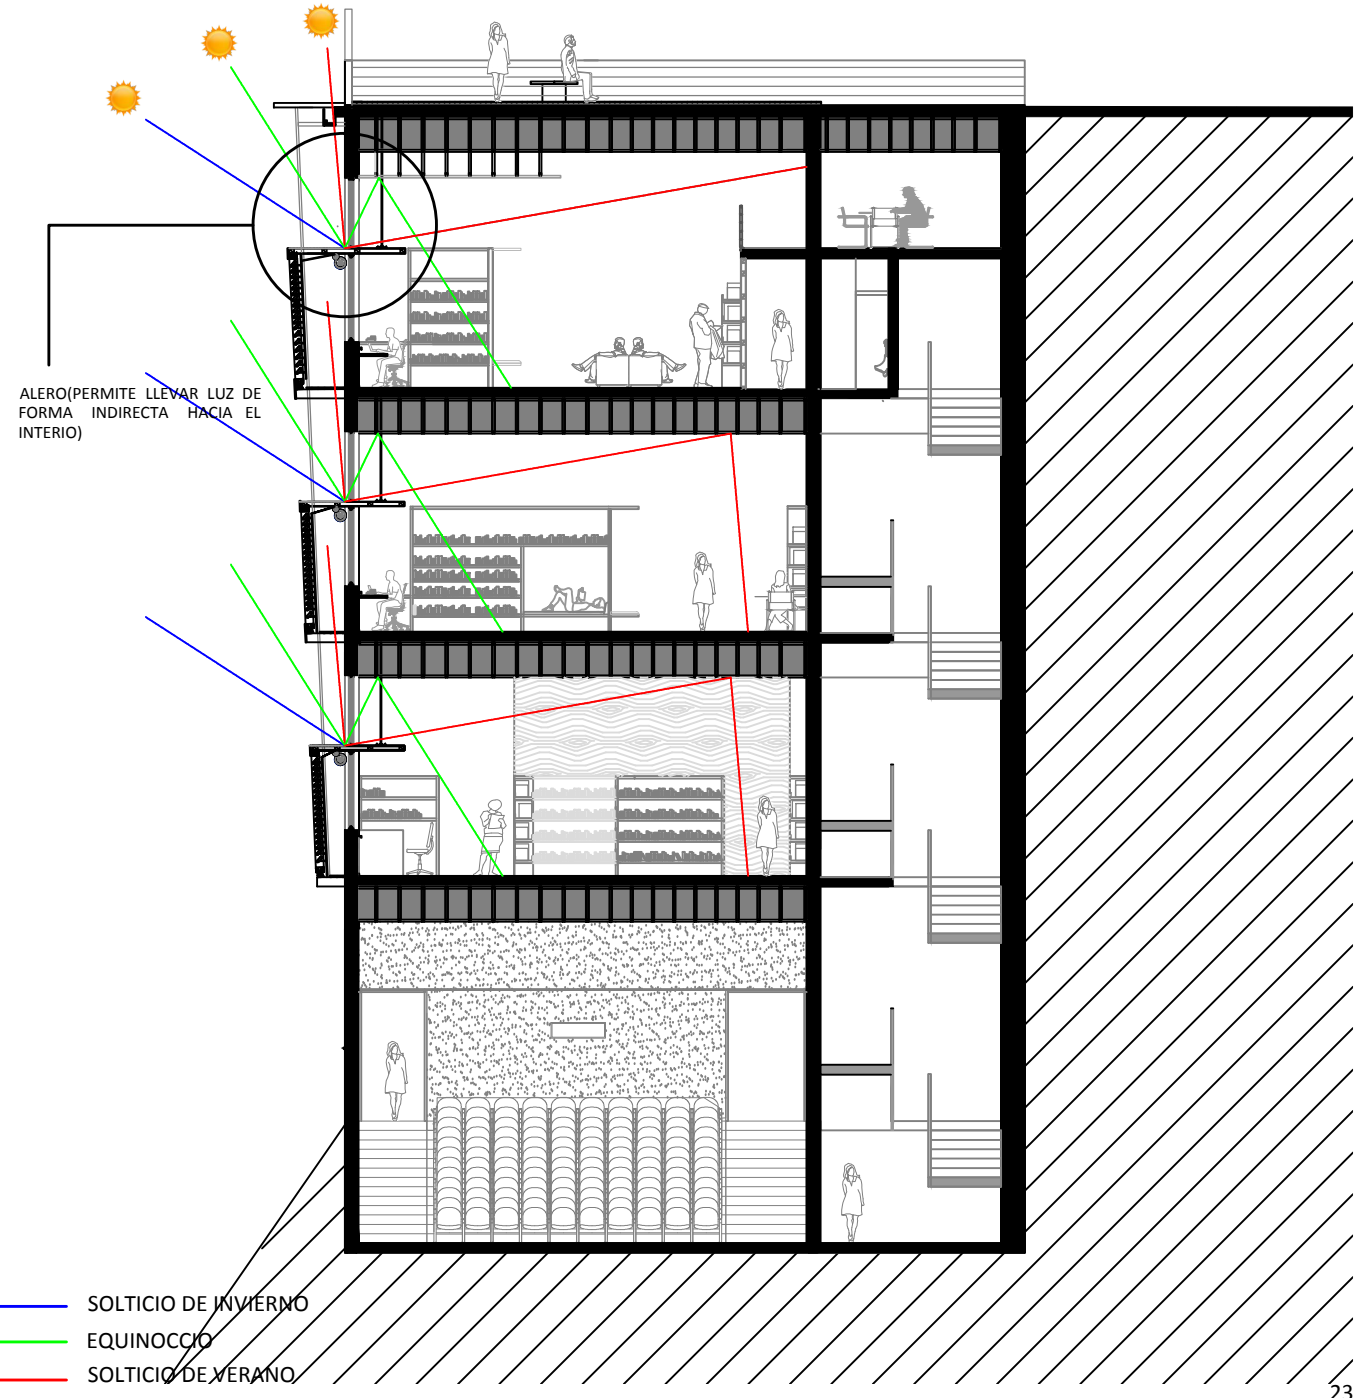 ALERO(PERMITE LLEVAR LUZ DE
FORMA INDIRECTA HACIA EL
INTERIO)
SOLTICIO DE INVIERNO
EQUINOCCIO
SOLTICIO DE VERANO
23